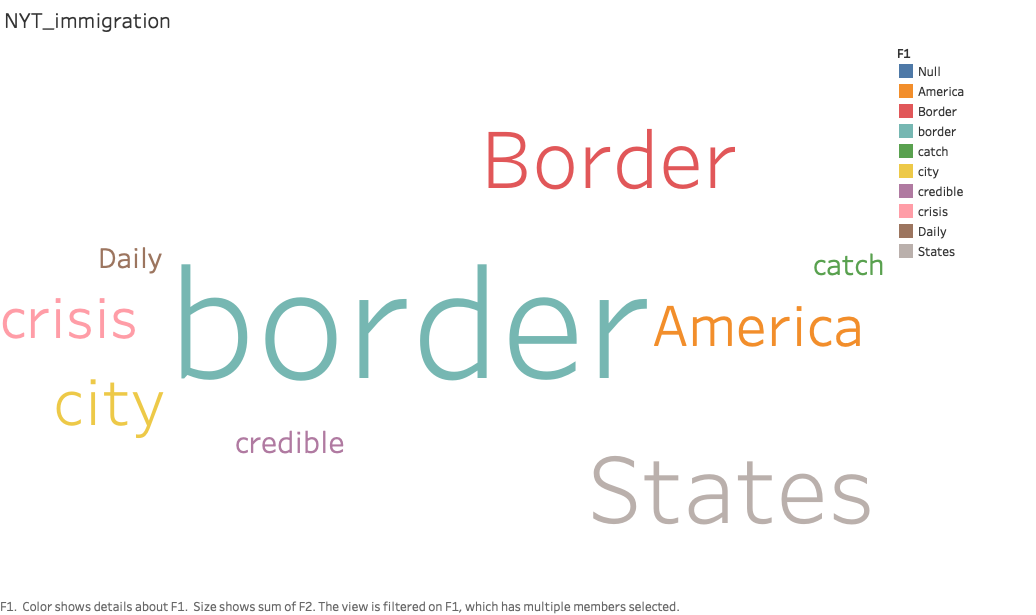 NYT_immigration
F1
Null
America
Border
border
catch
city
credible
crisis
Daily
States
Border
Daily
catch
border
crisis
America
city
credible
States
F1. Color shows details about F1. Size shows sum of F2. The view is filtered on F1, which has multiple members selected.